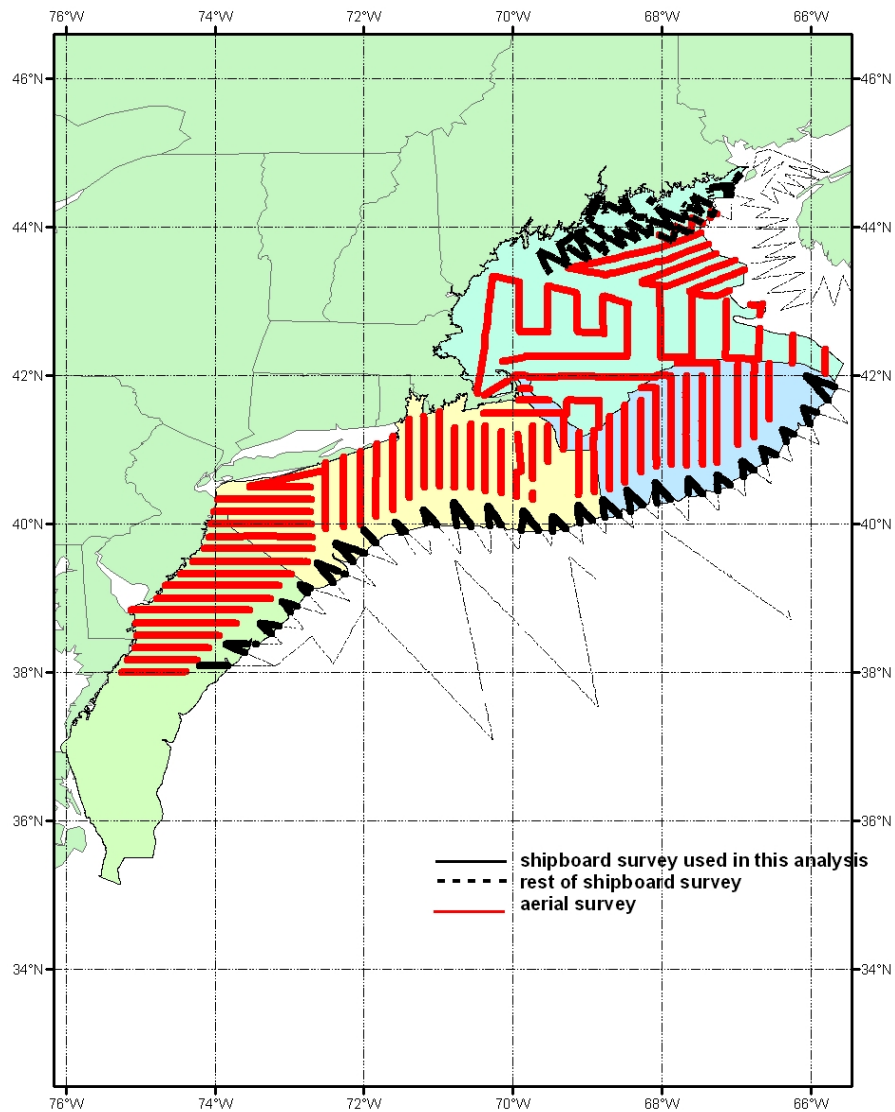 76°W 74°W 72°W 70°W 68°W 66°W
46°N 46°N
44°N 44°N
42°N 42°N
40°N 40°N
38°N 38°N
36°N 36°N
shipboard survey used in this analysis
rest of shipboard survey
aerial survey
34°N 34°N
76°W 74°W 72°W 70°W 68°W 66°W